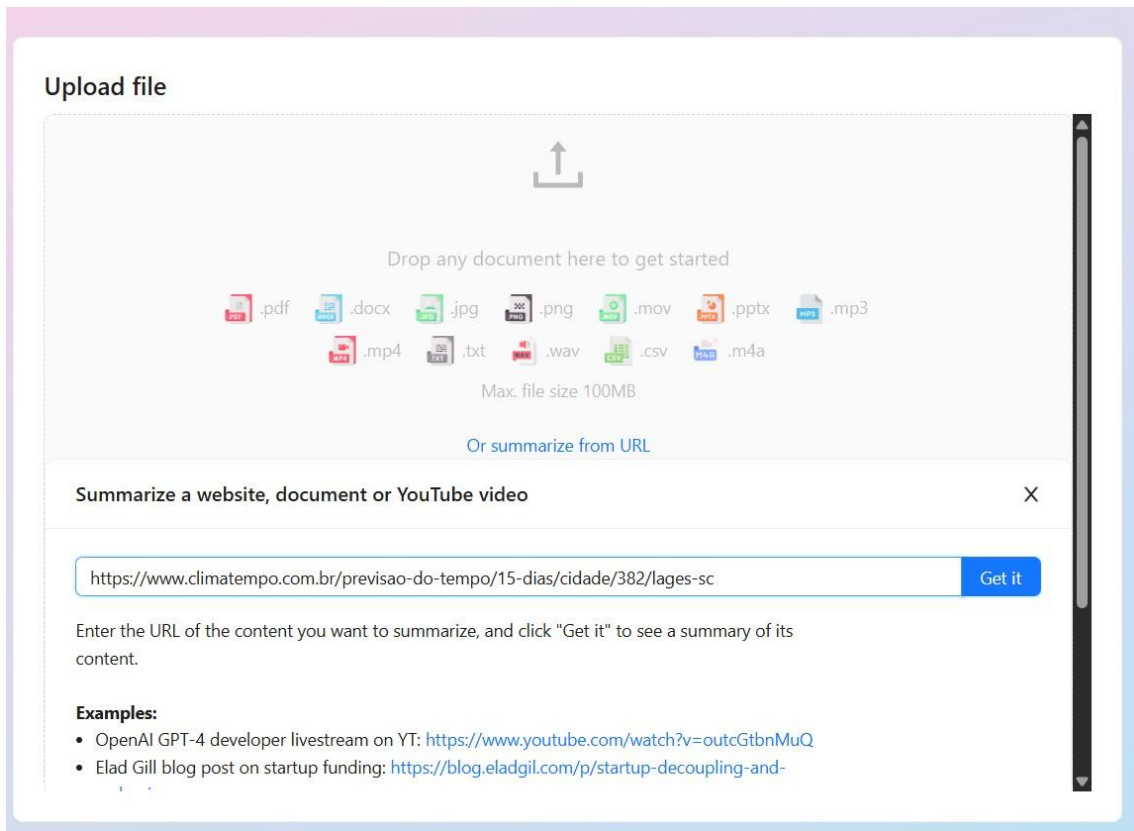 Upload file
Drop any document here to get started
.pdf .docx .jpg .png .mov .pptx .mp3
.mp4 .txt .wav .csv .m4a
Max. file size 100MB
Or summarize from URL
Summarize a website, document or YouTube video X
https://www.climatempo.com.br/previsao-do-tempo/15-dias/cidade/382/lages-sc Get it
Enter the URL of the content you want to summarize, and click "Get it" to see a summary of its
content.
Examples:
• OpenAI GPT-4 developer livestream on YT: https://www.youtube.com/watch?v=outcGtbnMuQ
• Elad Gill blog post on startup funding: https://blog.eladgil.com/p/startup-decoupling-and-